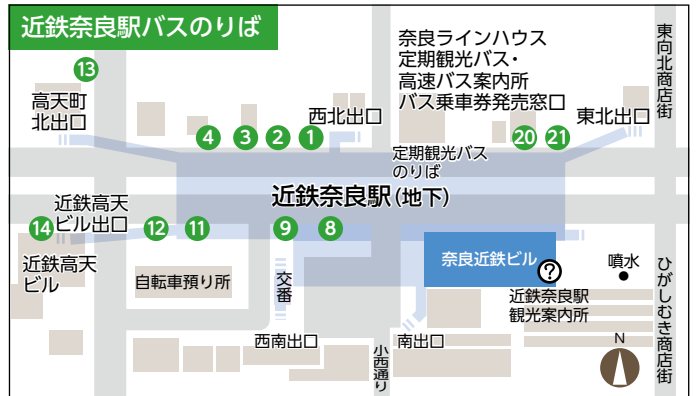 近鉄奈良駅バスのりば
13
高天町
北出口
4
3
2
1
西北出口
奈良ラインハウス
定期観光バス・
高速バス案内所
バス乗車券発売窓口
20
21
東北出口
東向北商店街
定期観光バス
のりば
近鉄奈良駅(地下)
近鉄高天
ビル出口
14
12
11
9
8
近鉄高天
ビル
自転車預り所
交番
奈良近鉄ビル
?
噴水
近鉄奈良駅
観光案内所
ひがしむき商店街
西南出口
小西通り
南出口
N